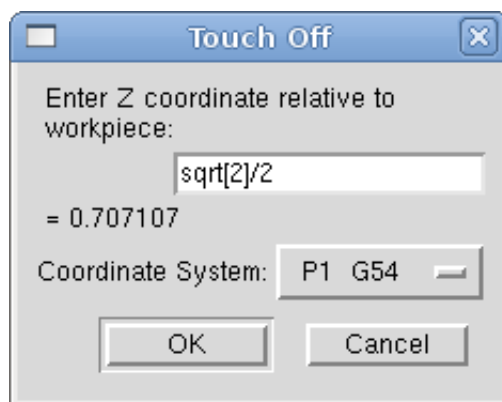 Touch Off
Enter Z coordinate relative to
workpiece:
sqrt[2]/2
= 0.707107
Coordinate System: P1 G54
OK Cancel